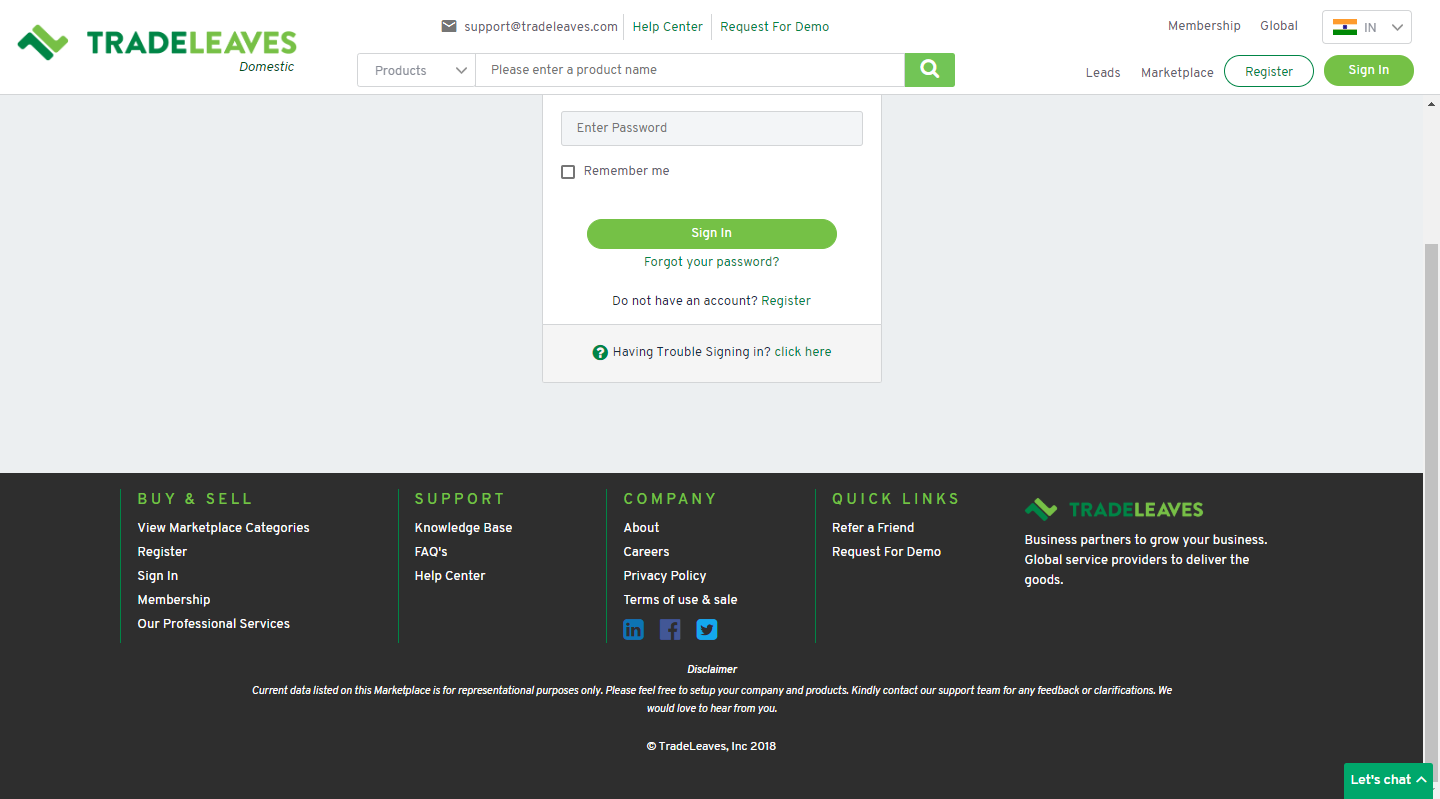 support@tradeleaves.com Help Center Request For Demo
Membership Global IN
TRADELEAVES
Domestic
Products Please enter a product name
Leads Marketplace Register Sign In
Enter Password
Remember me
Sign In
Forgot your password?
Do not have an account? Register
? Having Trouble Signing in? click here
BUY & SELL
View Marketplace Categories
Register
Sign In
Membership
Our Professional Services
SUPPORT
Knowledge Base
FAQ's
Help Center
COMPANY
About
Careers
Privacy Policy
Terms of use & sale
in f
QUICK LINKS
Refer a Friend
Request For Demo
TRADELEAVES
Business partners to grow your business.
Global service providers to deliver the
goods.
Disclaimer
Current data listed on this Marketplace is for representational purposes only. Please feel free to setup your company and products. Kindly contact our support team for any feedback or clarifications. We
would love to hear from you.
© TradeLeaves, Inc 2018
Let's chat